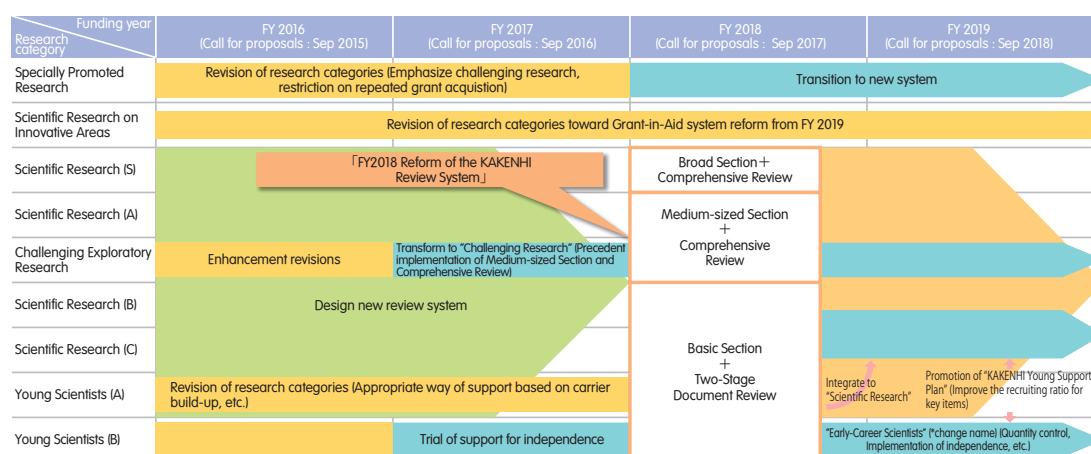 Funding year
Research
category
FY 2016
(Call for proposals : Sep 2015)
FY 2017
(Call for proposals : Sep 2016)
FY 2018
(Call for proposals :  Sep 2017)
FY 2019
(Call for proposals : Sep 2018)
Specially Promoted
Research
Revision of research categories (Emphasize challenging research,
restriction on repeated grant acquistion)
Transition to new system
Scientific Research on
Innovative Areas
Revision of research categories toward Grant-in-Aid system reform from FY 2019
Scientific Research (S)
「FY2018 Reform of the KAKENHI
Review System」
Broad Section＋
Comprehensive Review
Scientific Research (A)
Medium-sized Section
＋
Comprehensive
Review
Challenging Exploratory
Research
Enhancement revisions
Transform to "Challenging Research" (Precedent
implementation of Medium-sized Section and
Comprehensive Review)
Scientific Research (B)
Design new review system
Scientific Research (C)
Basic Section
＋
Two-Stage
Document Review
Young Scientists (A)
Revision of research categories (Appropriate way of support based on carrier
build-up, etc.)
Integrate to
"Scientific Research"
Promotion of "KAKENHI Young Support
Plan" (Improve the recruiting ratio for
key items)
Young Scientists (B)
Trial of support for independence
"Early-Career Scientists" (*change name) (Quantity control,
Implementation of independence, etc.)